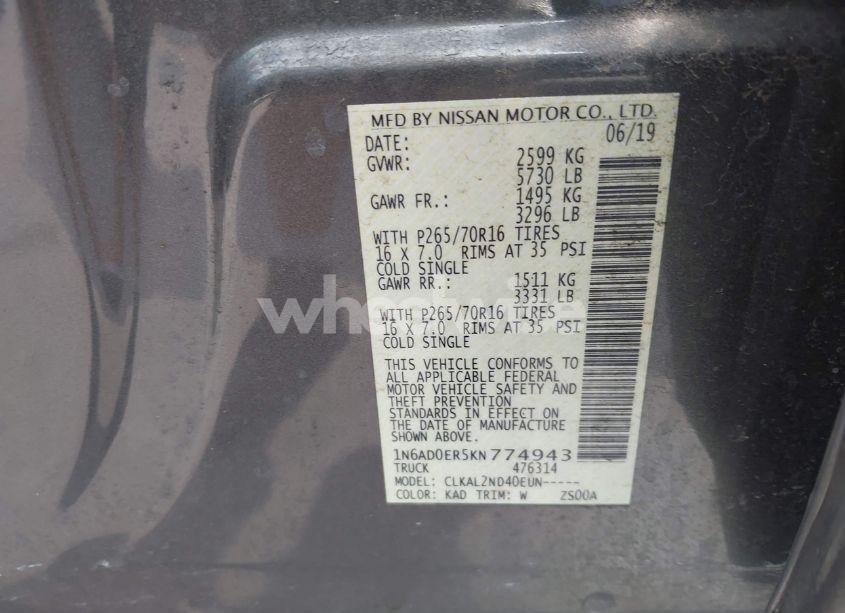 MFD BY NISSAN MOTOR CO., LTD.
DATE: 06/19
GVWR: 2599 KG
5730 LB
GAWR FR.: 1495 KG
3296 LB
WITH P265/70R16 TIRES
16 X 7.0 RIMS AT 35 PSI
COLD SINGLE
GAWR RR.: 1511 KG
3331 LB
WITH P265/70R16 TIRES
16 X 7.0 RIMS AT 35 PSI
COLD SINGLE
THIS VEHICLE CONFORMS TO
ALL APPLICABLE FEDERAL
MOTOR VEHICLE SAFETY AND
THEFT PREVENTION
STANDARDS IN EFFECT ON
THE DATE OF MANUFACTURE
SHOWN ABOVE.
1N6AD0ER5KN774943
TRUCK 476314
MODEL: CLKAL2ND40EUN-----
COLOR: KAD TRIM: W ZS00A